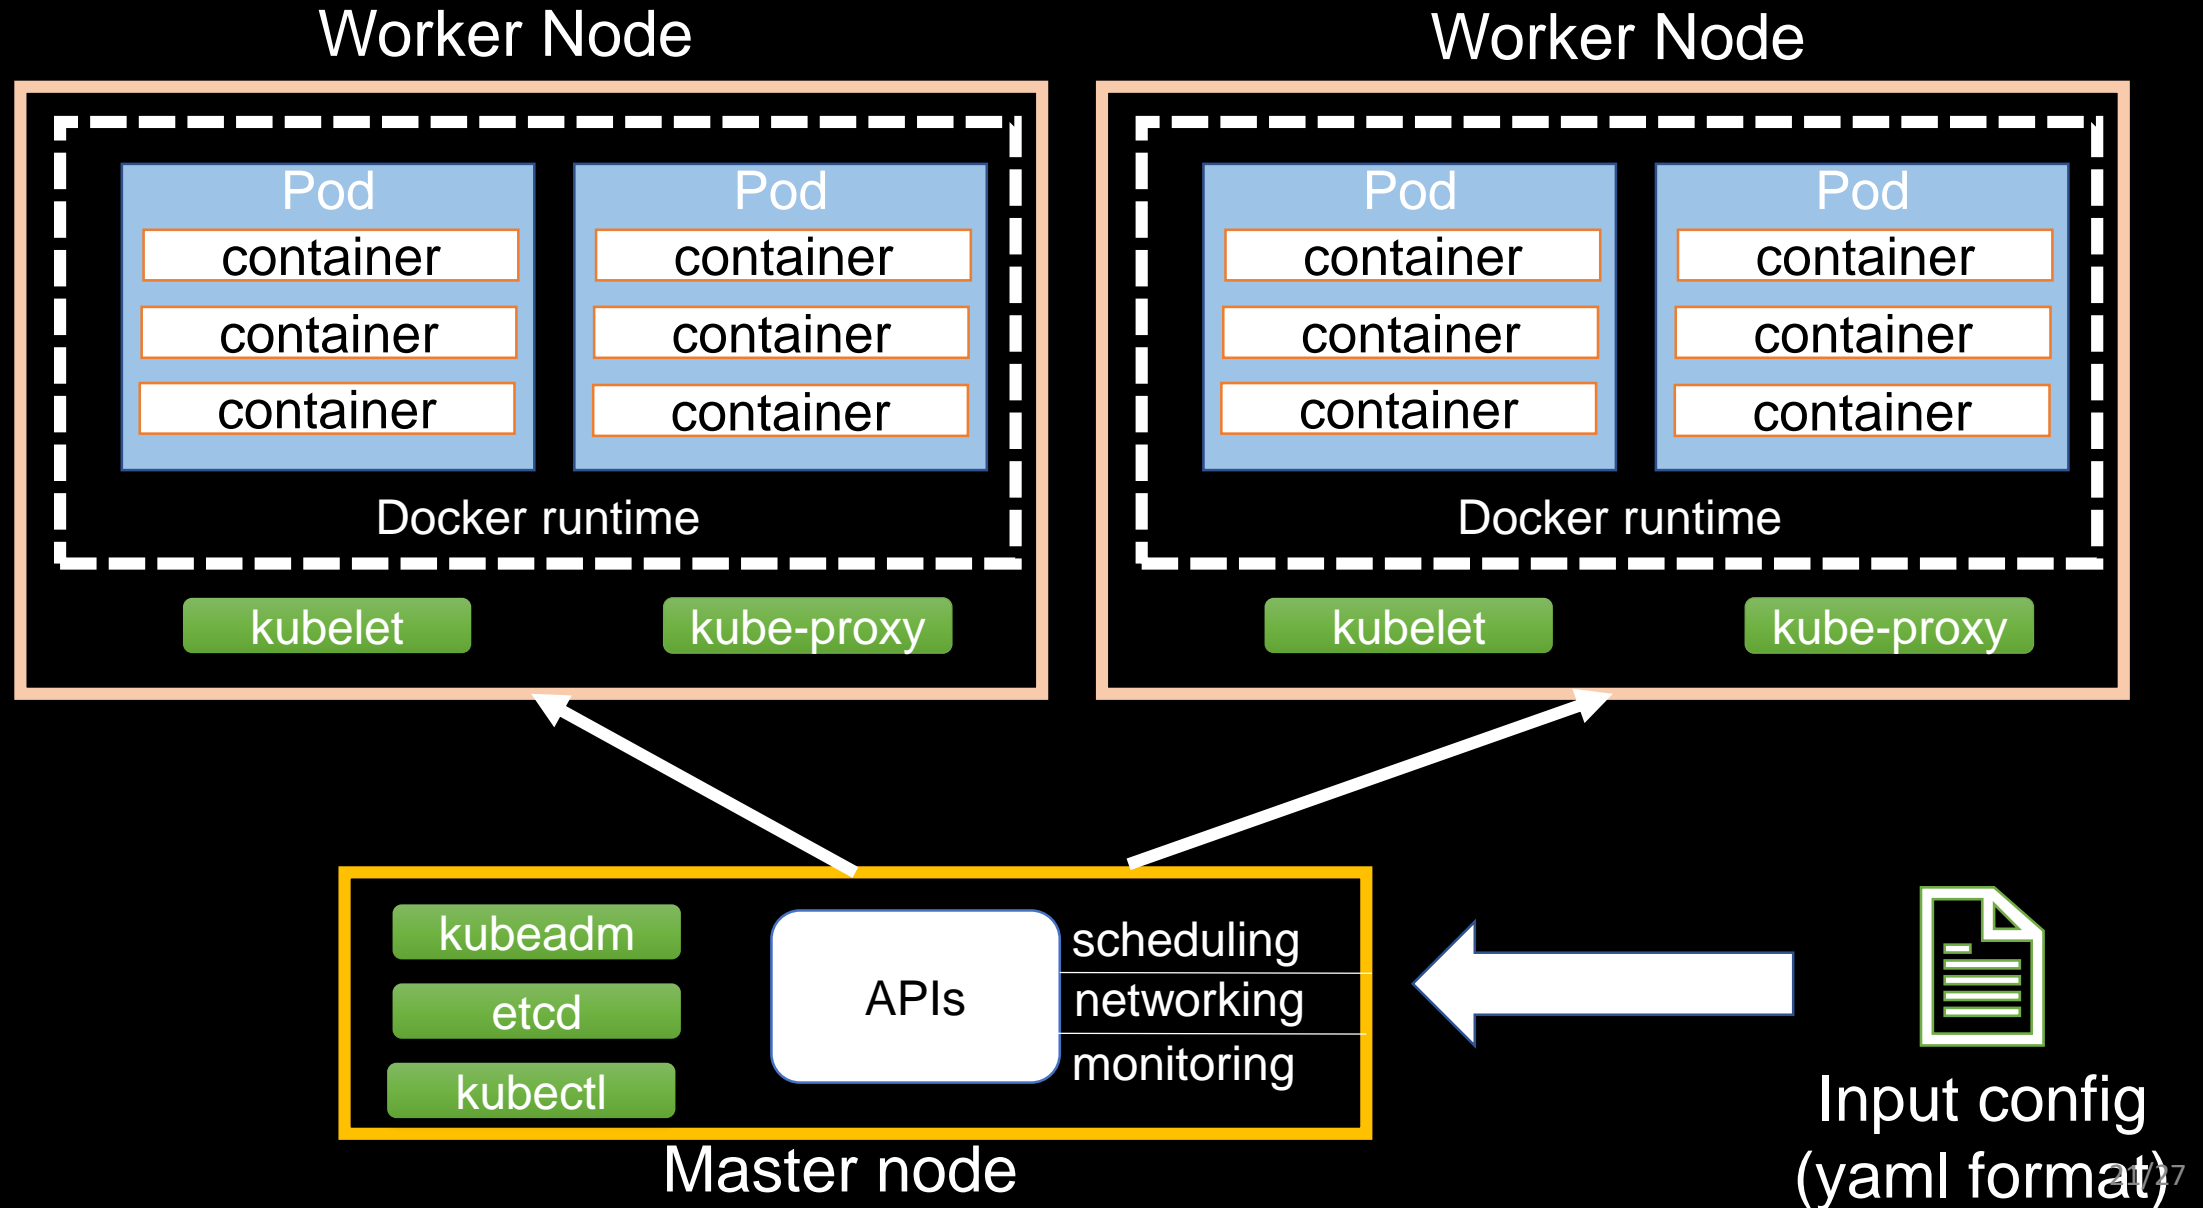 Worker Node
Pod
container
container
container
Pod
container
container
container
Docker runtime
kubelet
kube-proxy
Worker Node
Pod
container
container
container
Pod
container
container
container
Docker runtime
kubelet
kube-proxy
kubeadm
etcd
kubectl
APIs
scheduling
networking
monitoring
Master node
Input config
(yaml format)
21/27